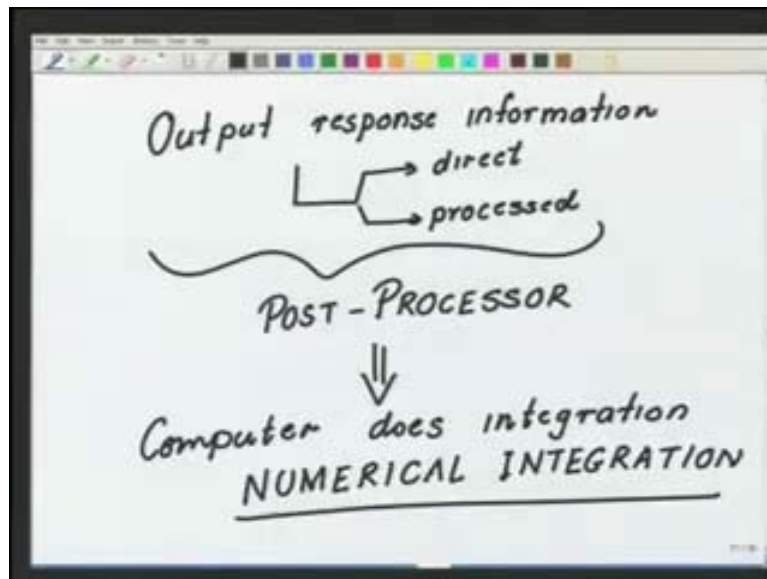 Output response information
direct
processed
POST-PROCESSOR
Computer does integration
NUMERICAL INTEGRATION